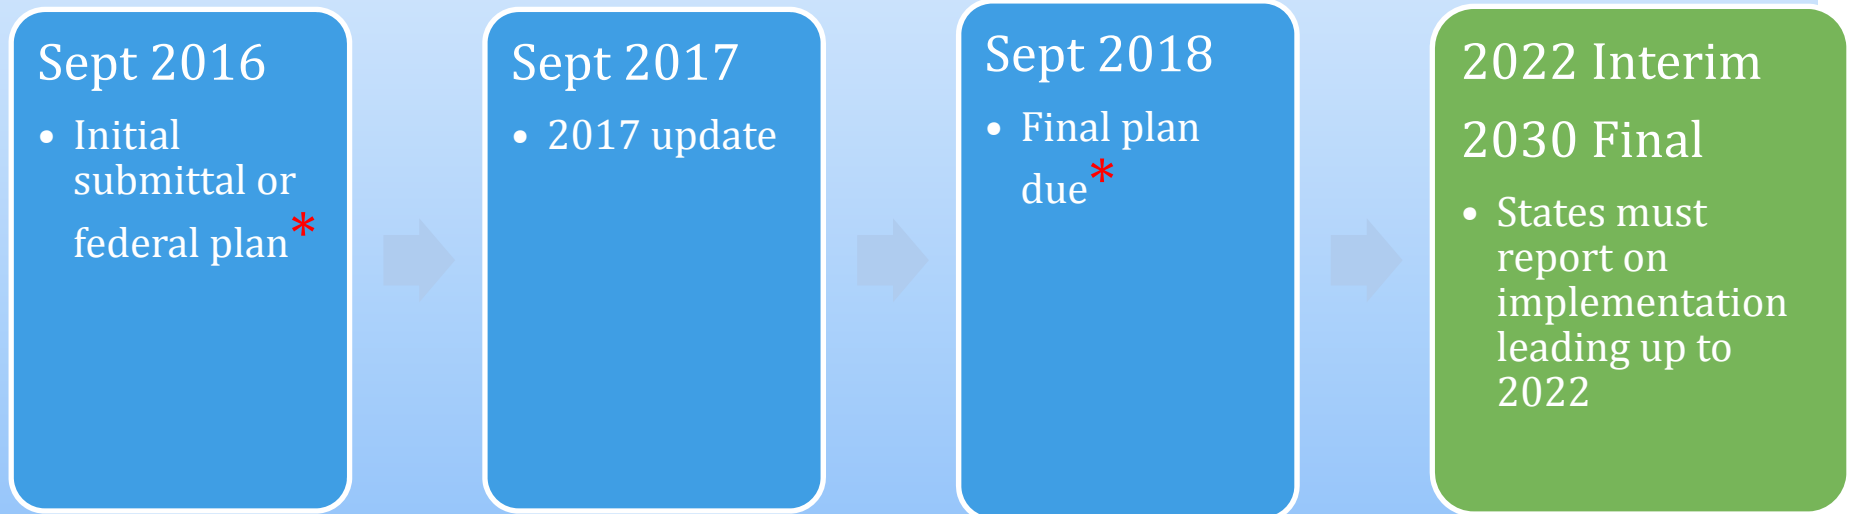 Sept 2016
• Initial
submittal or
federal plan*
Sept 2017
• 2017 update
Sept 2018
• Final plan
due*
2022 Interim
2030 Final
• States must
report on
implementation
leading up to
2022